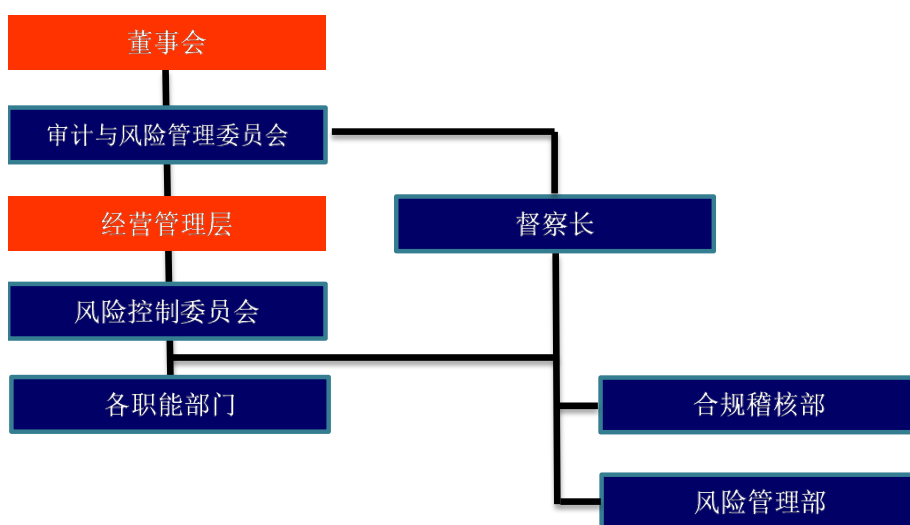 董事会
审计与风险管理委员会
经营管理层
督察长
风险控制委员会
各职能部门
合规稽核部
风险管理部